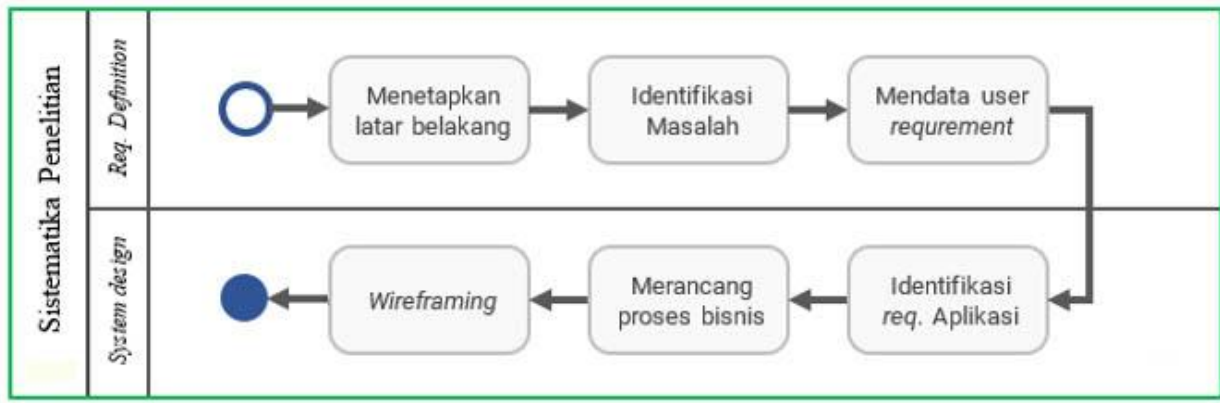 Sistematika Penelitian
Req. Definition
Menetapkan
latar belakang
Identifikasi
Masalah
Mendata user
requrement
System design
Wireframing
Merancang
proses bisnis
Identifikasi
req. Aplikasi